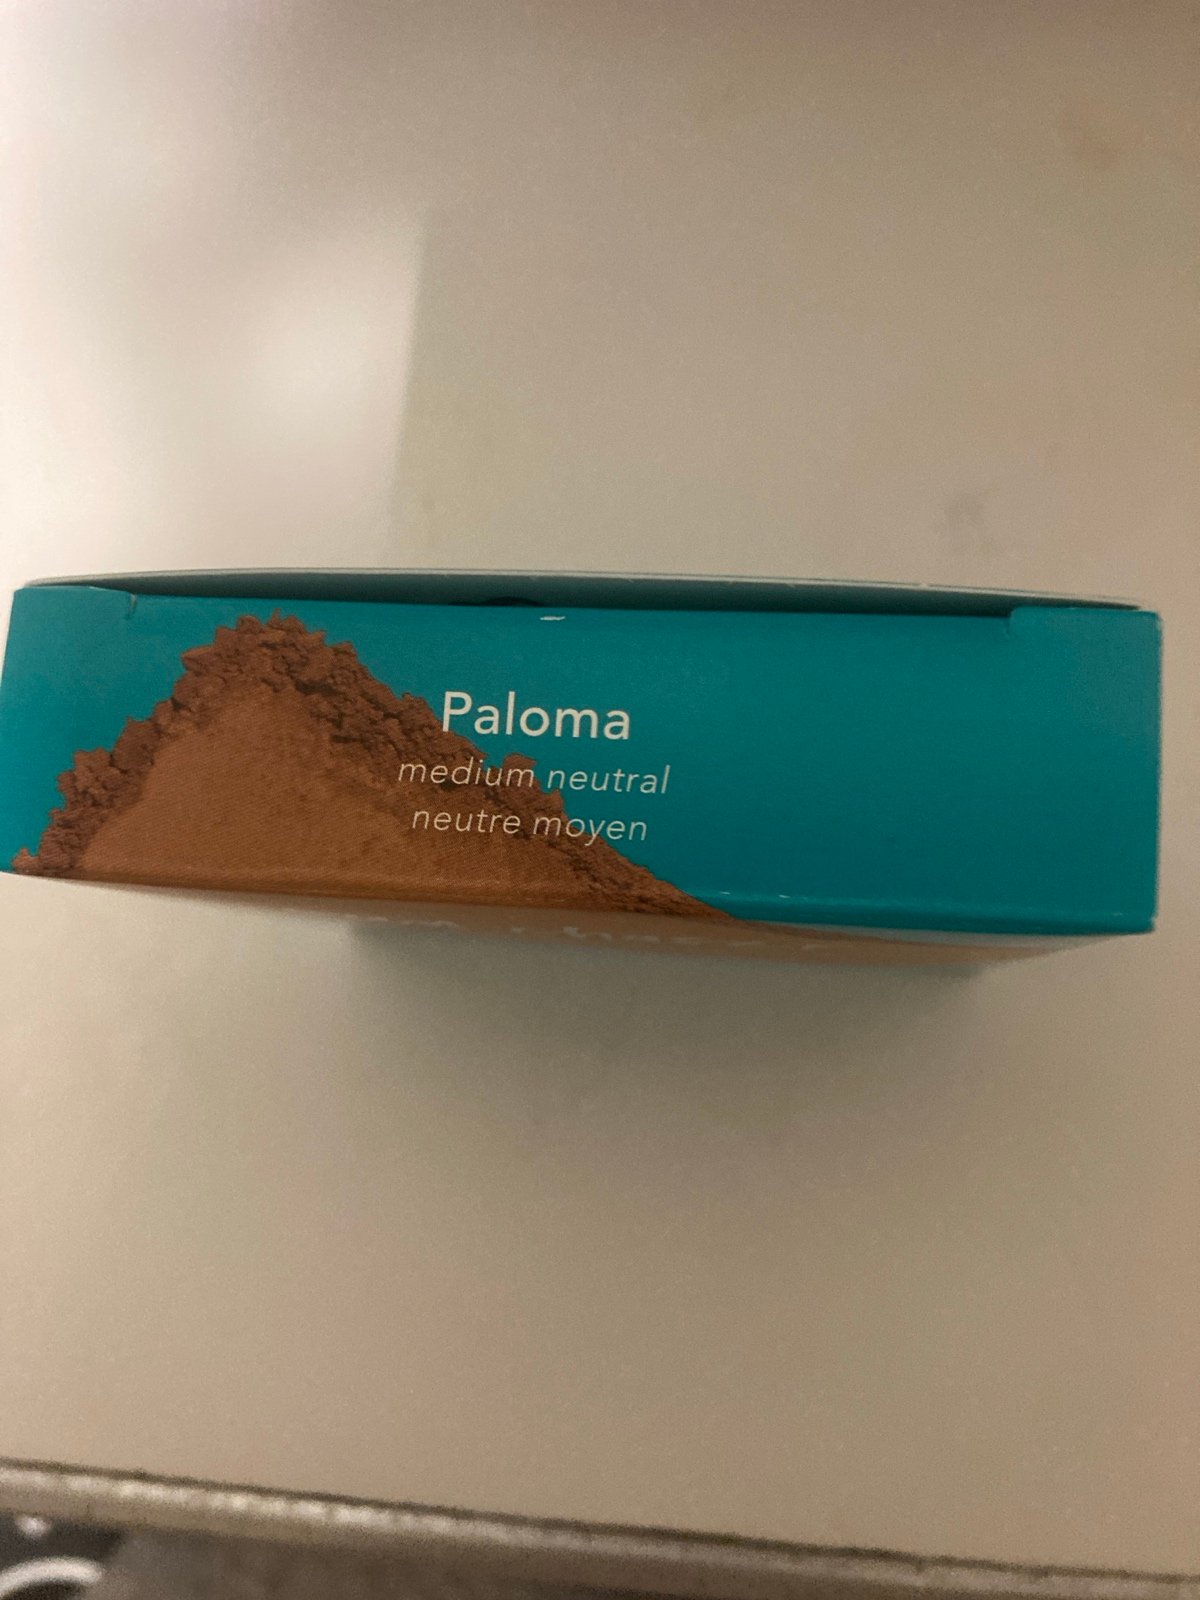 Paloma
medium neutral
neutre moyen